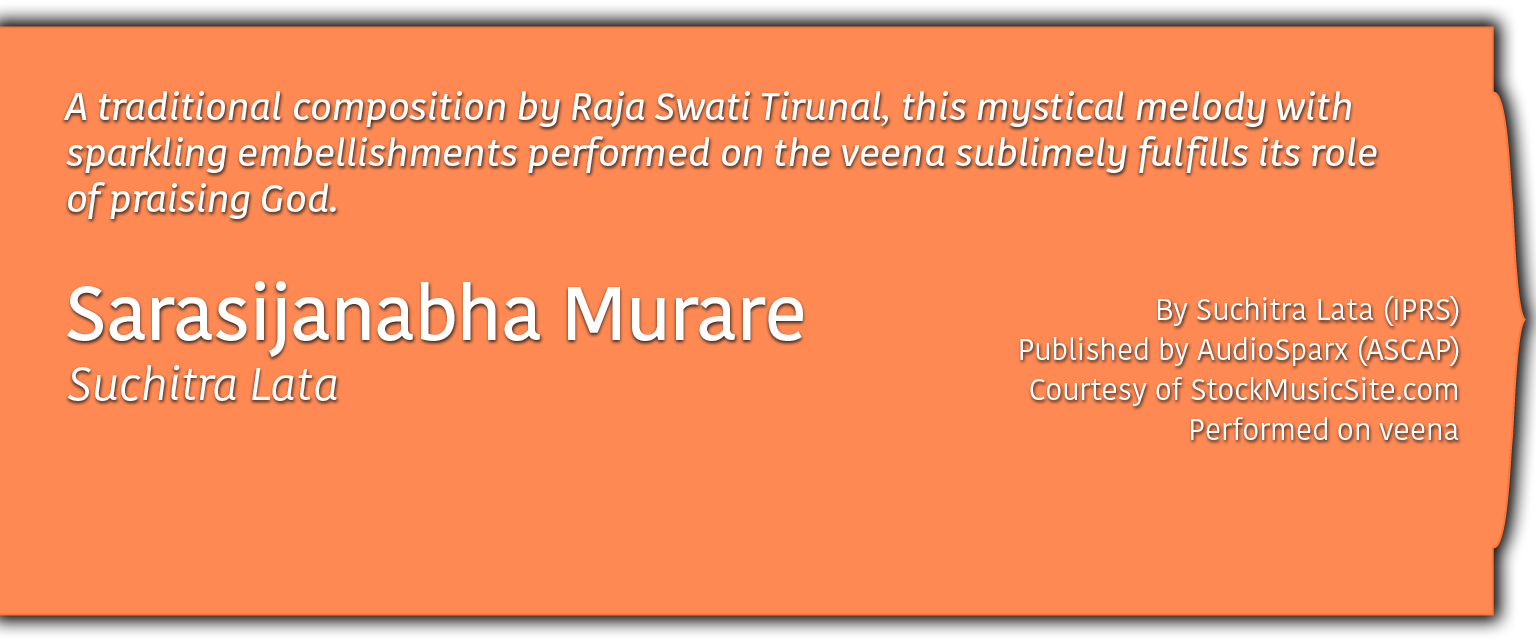 A traditional composition by Raja Swati Tirunal, this mystical melody with
sparkling embellishments performed on the veena sublimely fulfills its role
of praising God.
Sarasijanabha Murare
Suchitra Lata
By Suchitra Lata (IPRS)
Published by AudioSparx (ASCAP)
Courtesy of StockMusicSite.com
Performed on veena